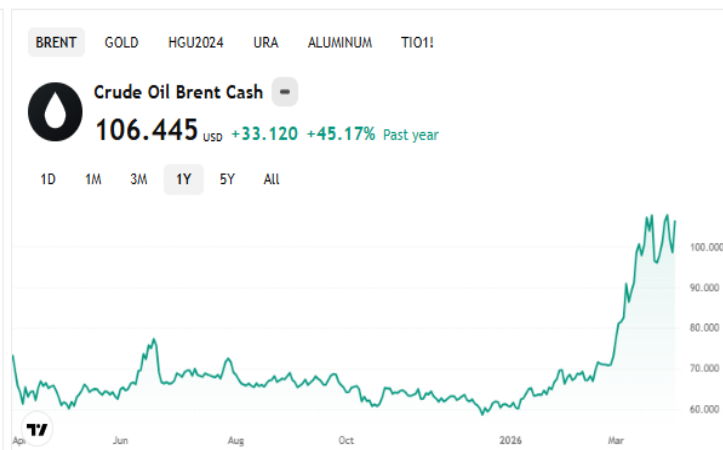 BRENT GOLD HGU2024 URA ALUMINUM TIO1!
Crude Oil Brent Cash
106.445 USD +33.120 +45.17% Past year
1D 1M 3M 1Y 5Y All
100.000
90.000
80.000
70.000
60.000
Jun Aug Oct 2026 Mar